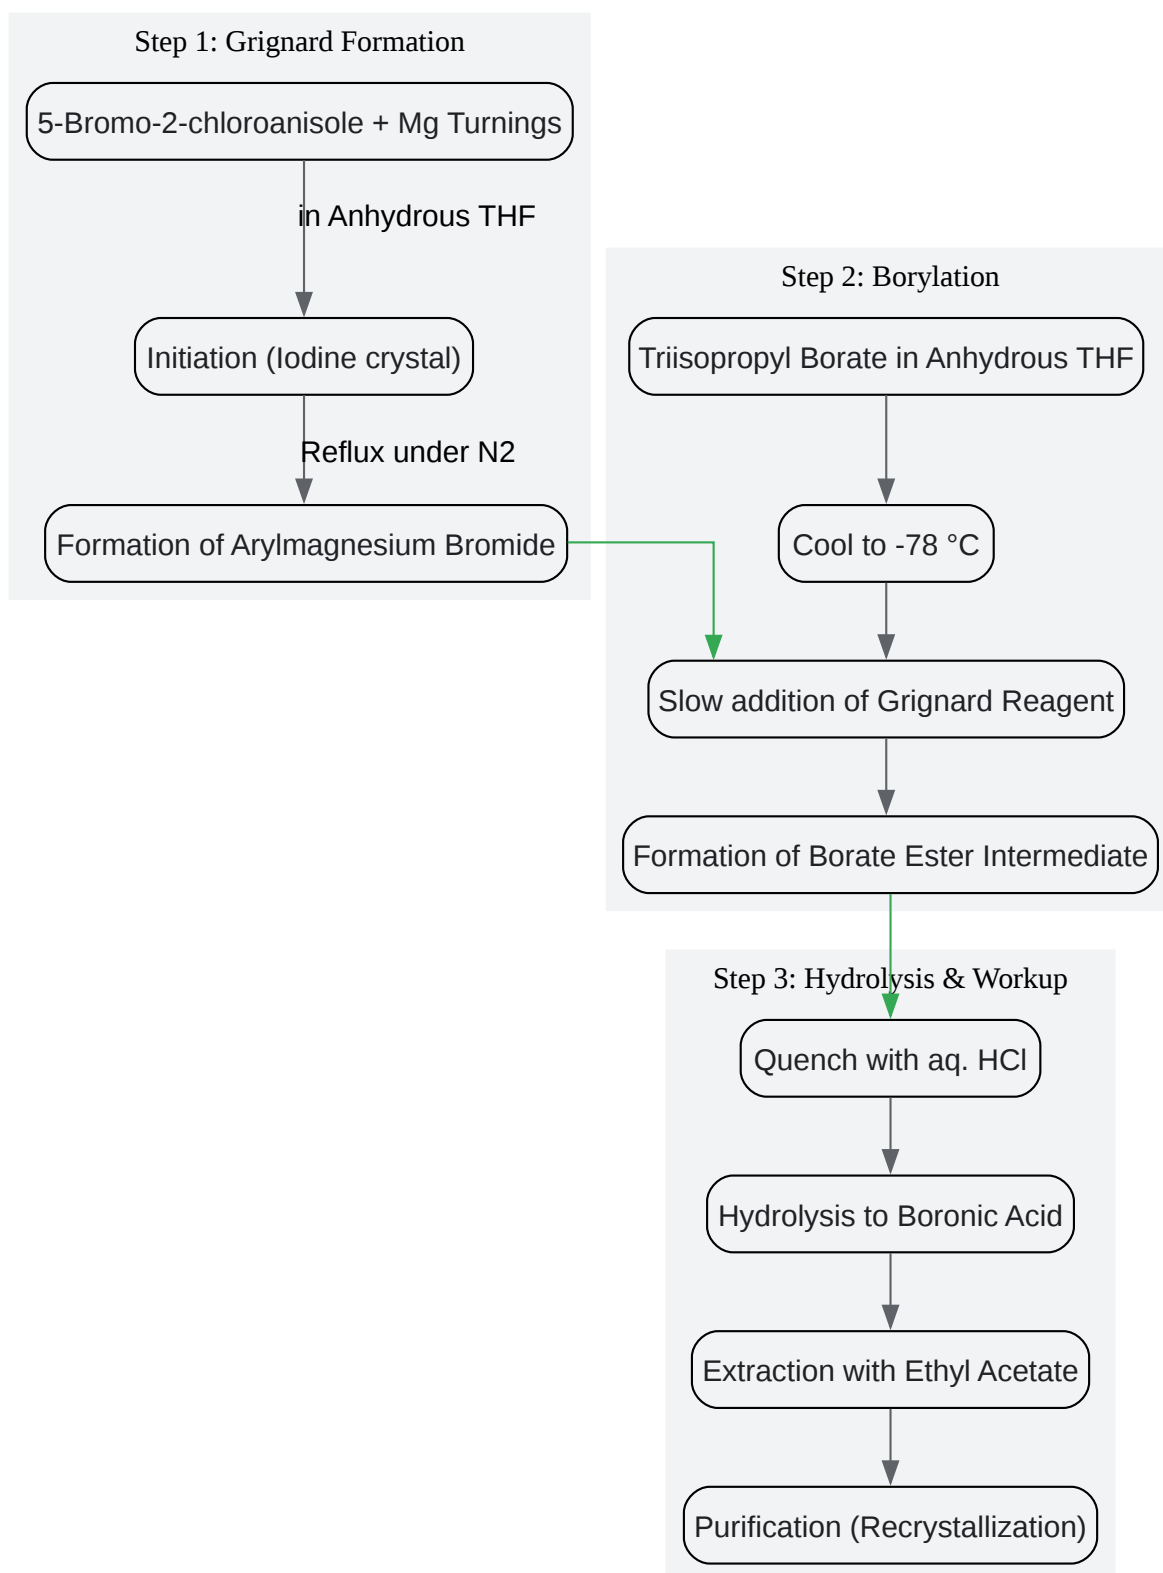 Step 1: Grignard Formation
5-Bromo-2-chloroanisole + Mg Turnings
in Anhydrous THF
Initiation (Iodine crystal)
Reflux under N2
Formation of Arylmagnesium Bromide
Step 2: Borylation
Triisopropyl Borate in Anhydrous THF
Cool to -78 °C
Slow addition of Grignard Reagent
Formation of Borate Ester Intermediate
Step 3: Hydrolysis & Workup
Quench with aq. HCl
Hydrolysis to Boronic Acid
Extraction with Ethyl Acetate
Purification (Recrystallization)